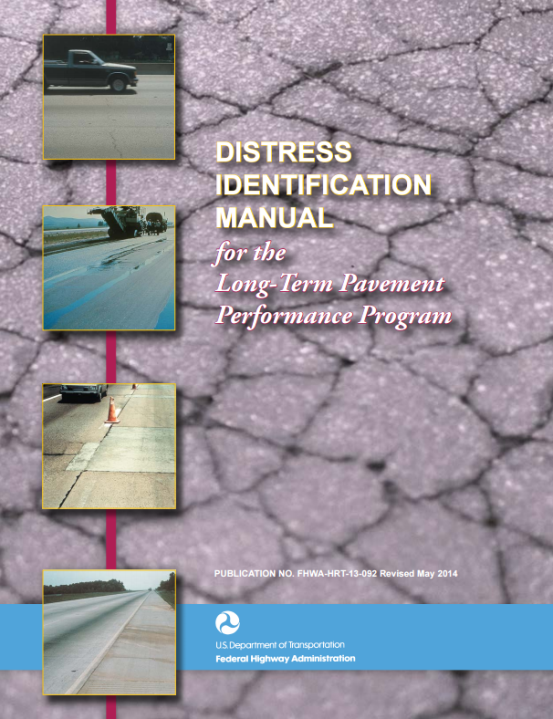 DISTRESS
IDENTIFICATION
MANUAL
for the
Long-Term Pavement
Performance Program
PUBLICATION NO. FHWA-HRT-13-092 Revised May 2014
U.S. Department of Transportation
Federal Highway Administration